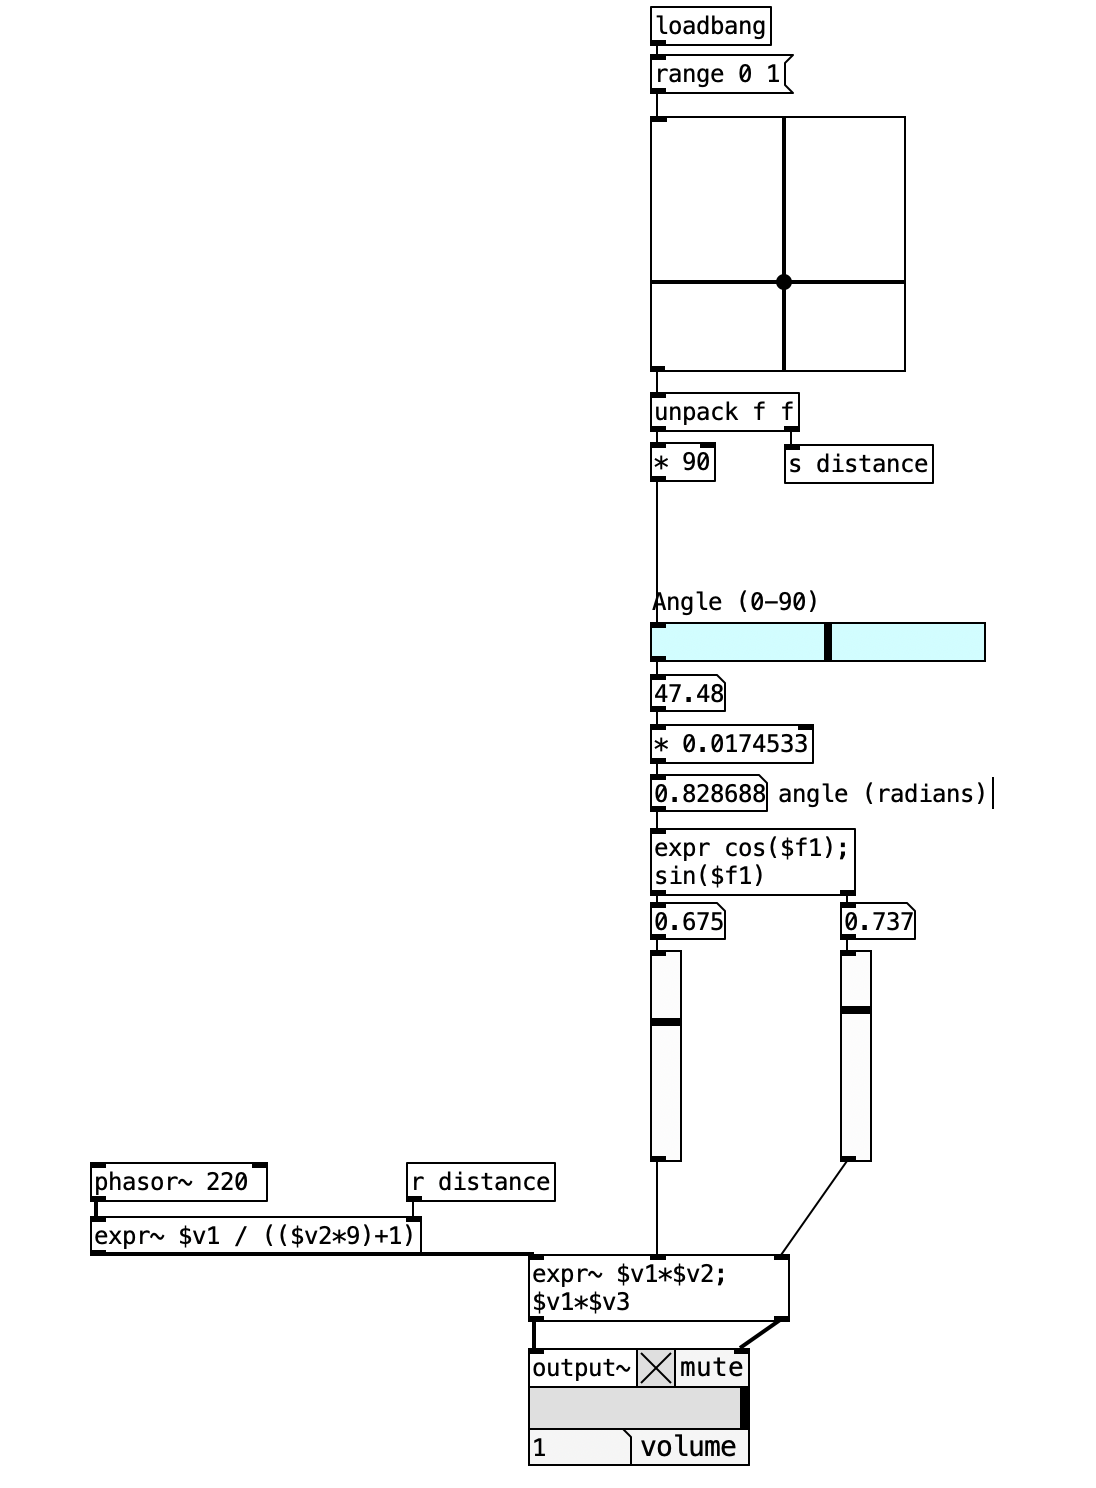 loadbang
range 0 1
unpack f f
* 90
s distance
Angle (0-90)
47.48
* 0.0174533
0.828688
angle (radians)
expr cos($f1);
sin($f1)
0.675
0.737
phasor~ 220
r distance
expr~ $v1 / (($v2*9)+1)
expr~ $v1*$v2;
$v1*$v3
output~
mute
1
volume